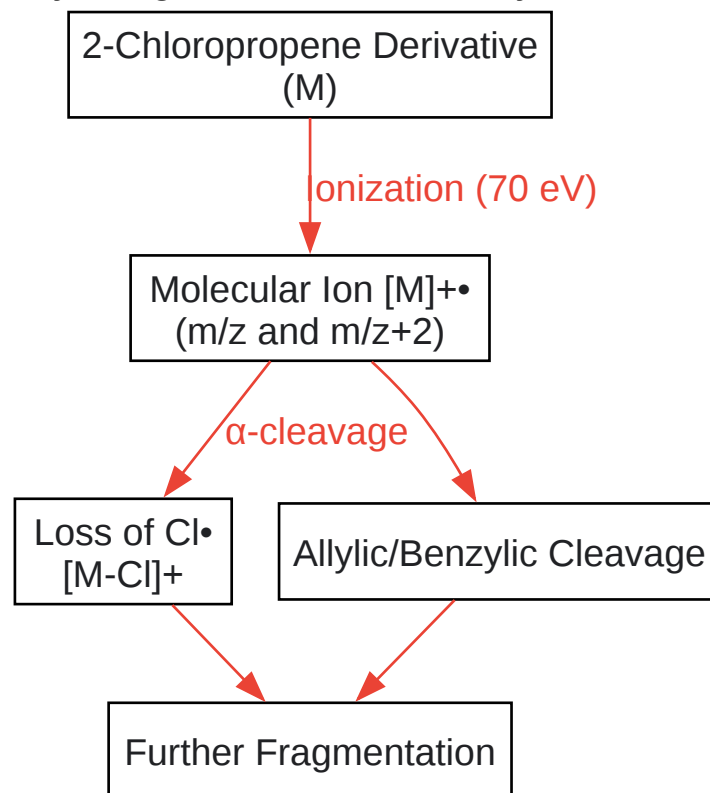 2-Chloropropene Derivative
(M)
Ionization (70 eV)
Molecular Ion [M]+•
(m/z and m/z+2)
α-cleavage
Loss of Cl•
[M-Cl]+
Allylic/Benzylic Cleavage
Further Fragmentation